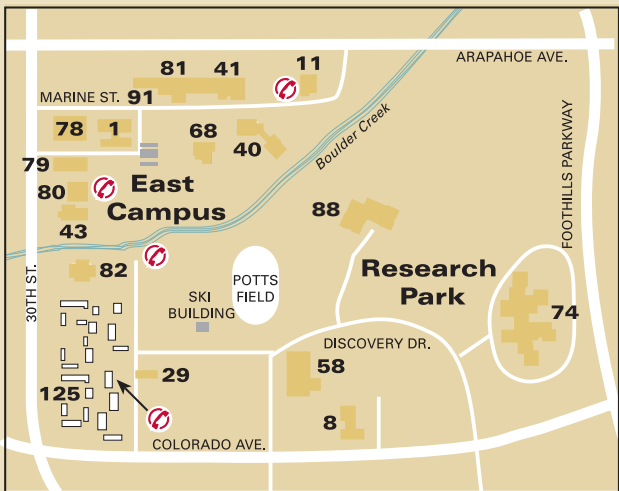 ARAPAHOE AVE.
81
41
11
MARINE ST.
91
78
1
68
40
Boulder Creek
FOOTHILLS PARKWAY
79
80
East
Campus
43
88
82
30TH ST.
POTTS
FIELD
SKI
BUILDING
Research
Park
74
DISCOVERY DR.
58
29
125
8
COLORADO AVE.